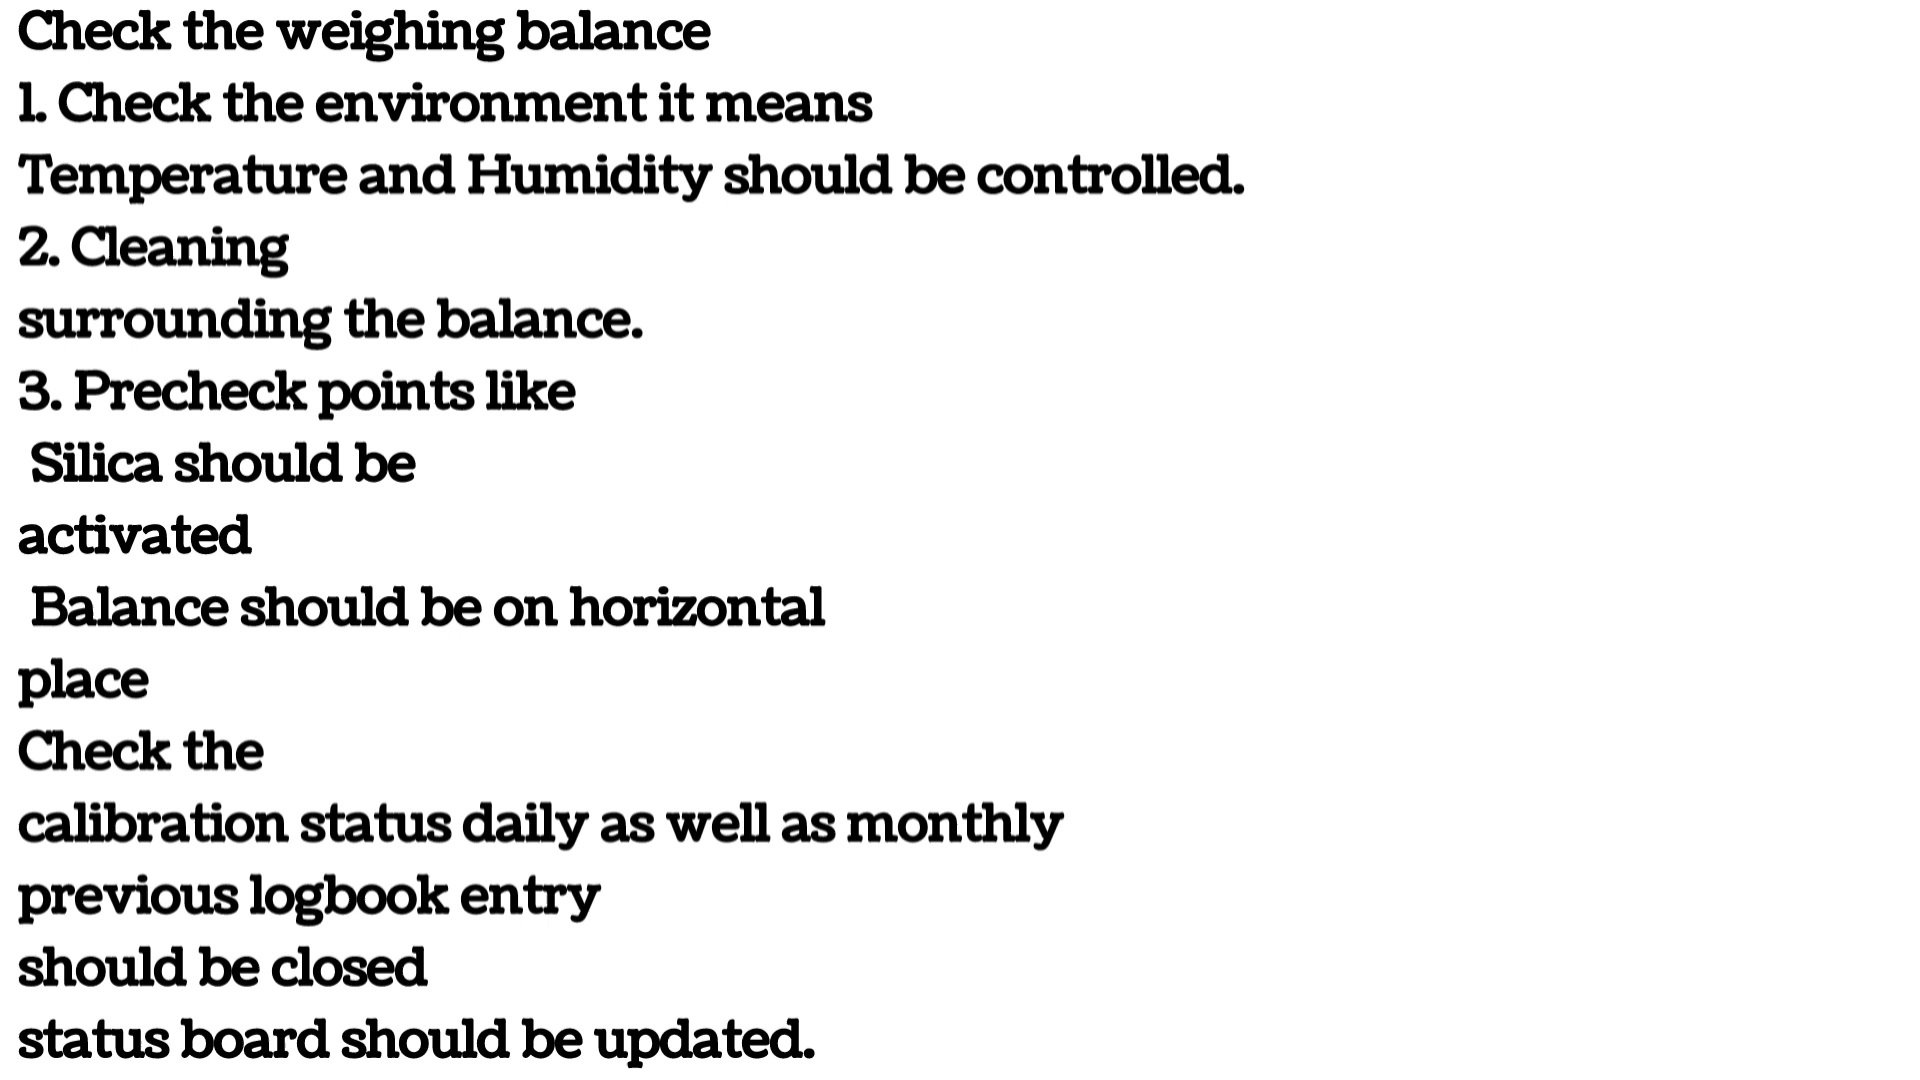 Check the weighing balance
1. Check the environment it means
Temperature and Humidity should be controlled.
2. Cleaning
surrounding the balance.
3. Precheck points like
Silica should be
activated
Balance should be on horizontal
place
Check the
calibration status daily as well as monthly
previous logbook entry
should be closed
status board should be updated.